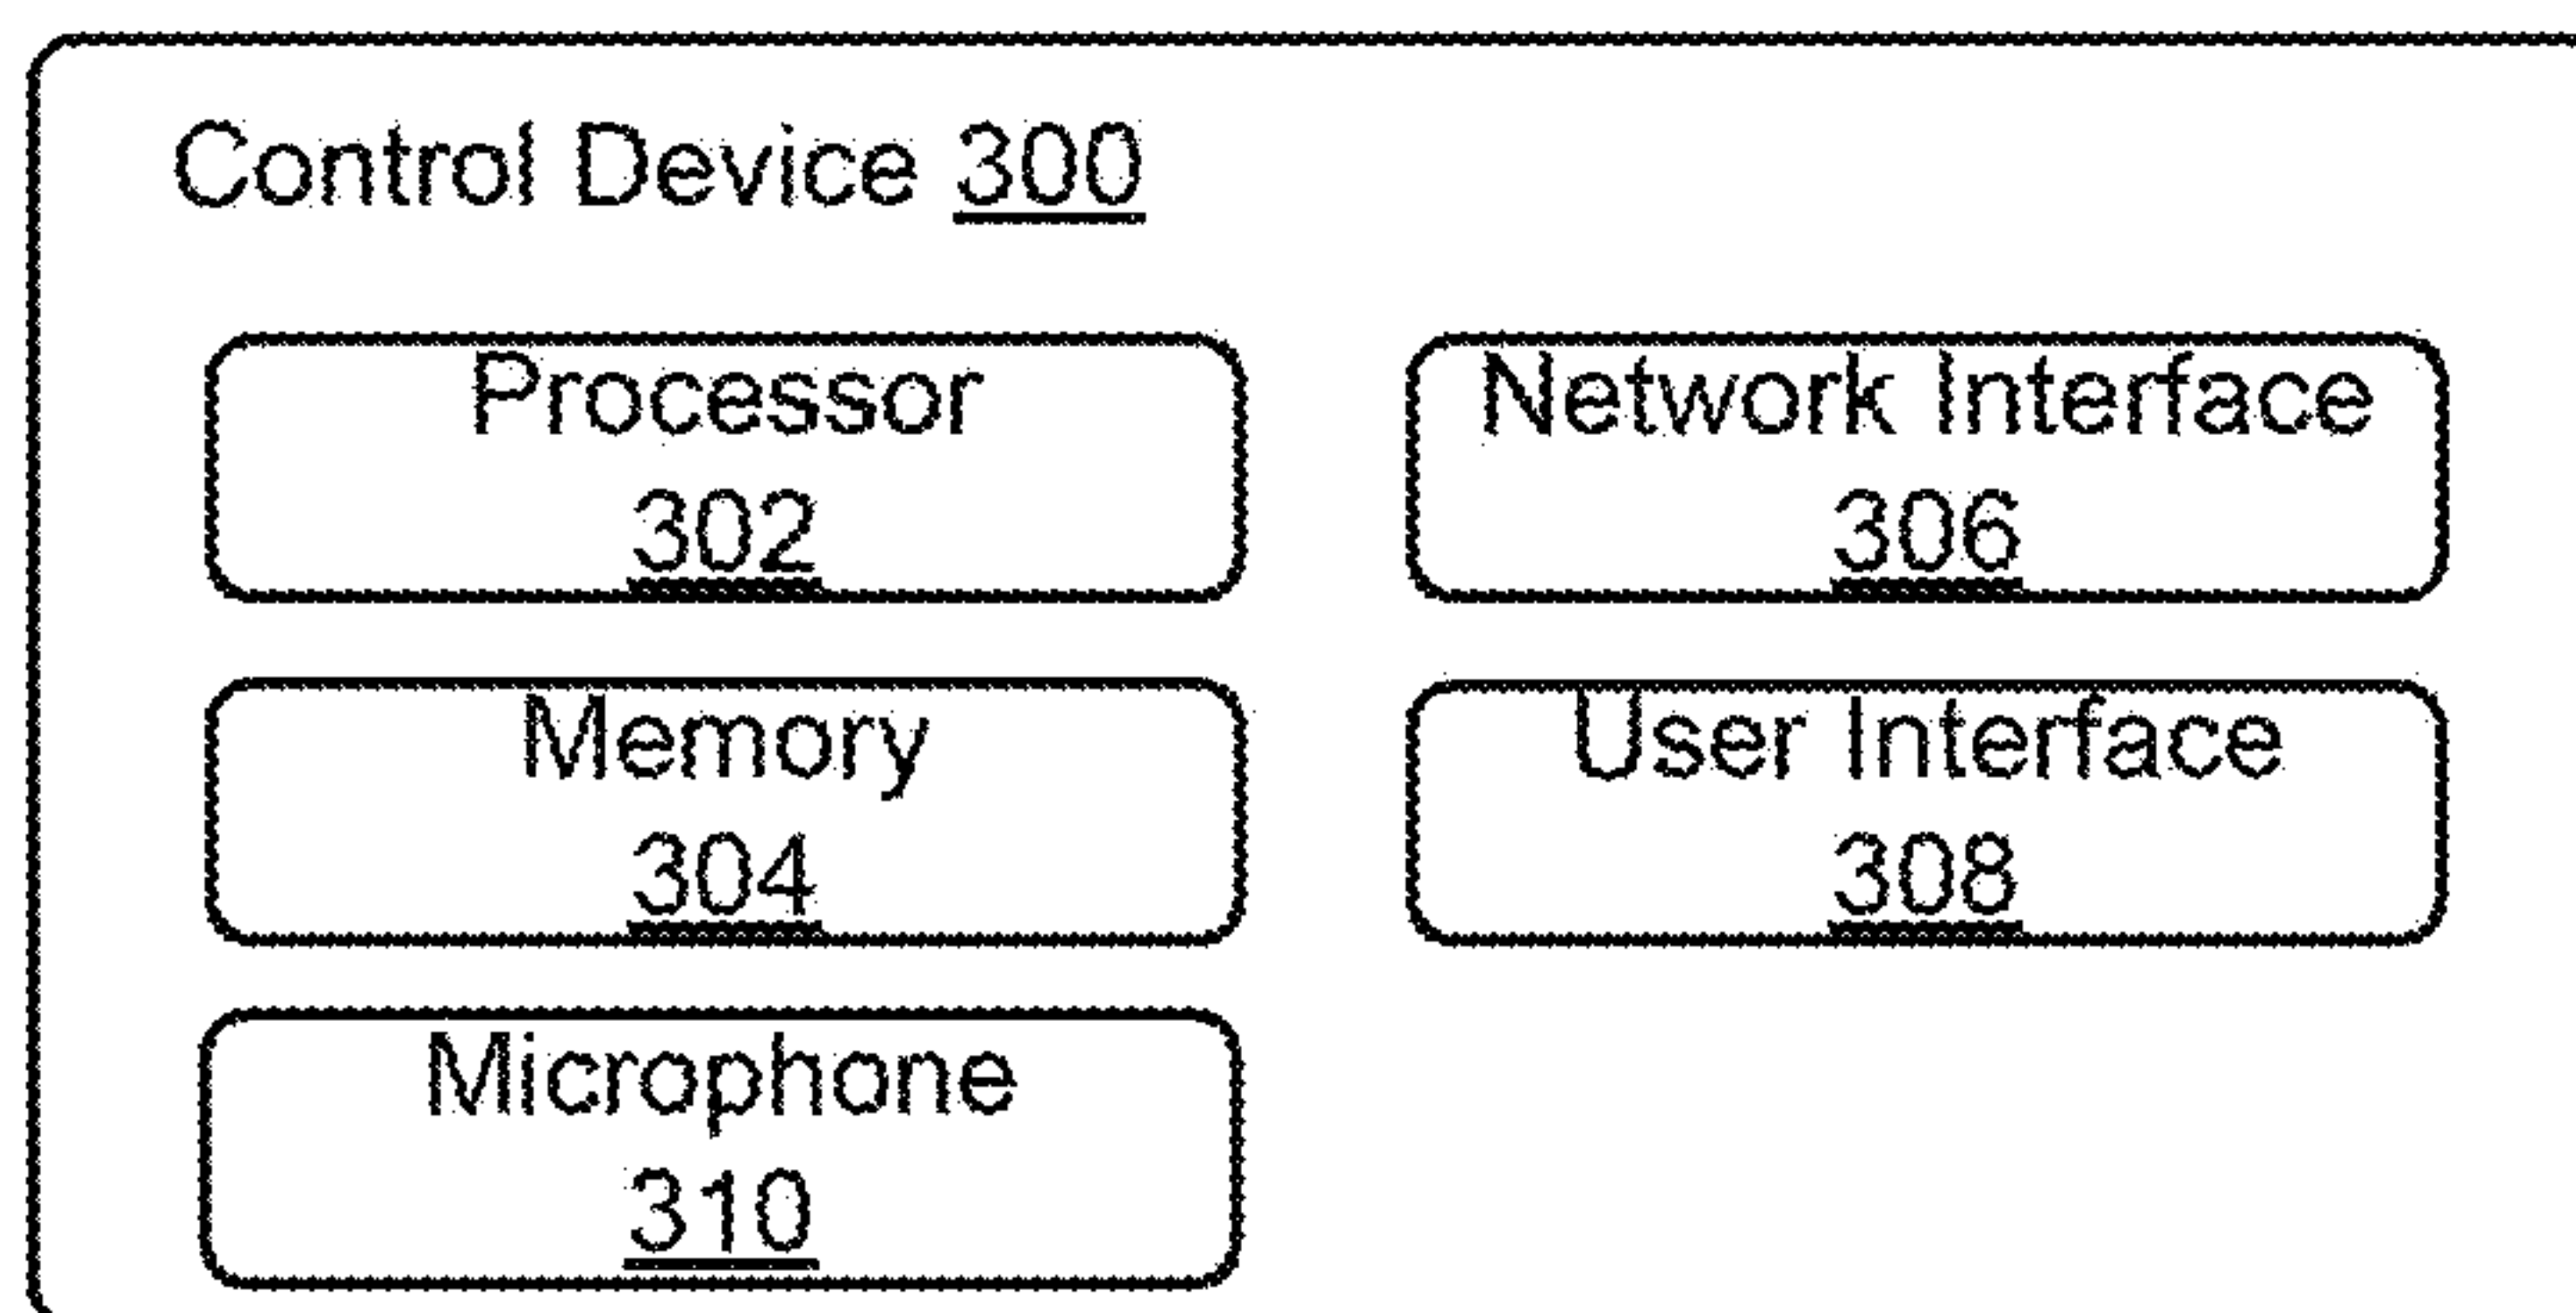 Control Device 300
Processor
302
Network Interface
306
Memory
304
User Interface
308
Microphone
310